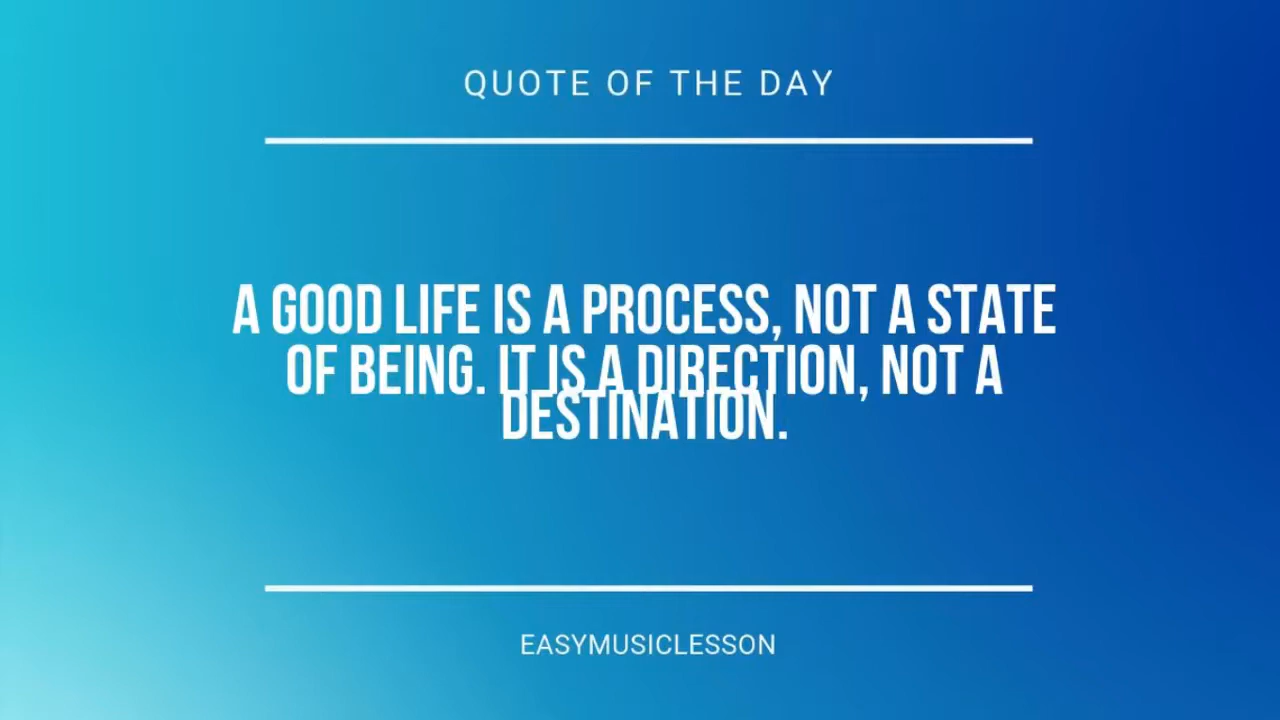 QUOTE OF THE DAY
A GOOD LIFE IS A PROCESS, NOT A STATE
OF BEING. IT IS A DIRECTION, NOT A
DESTINATION.
EASYMUSICLESSON